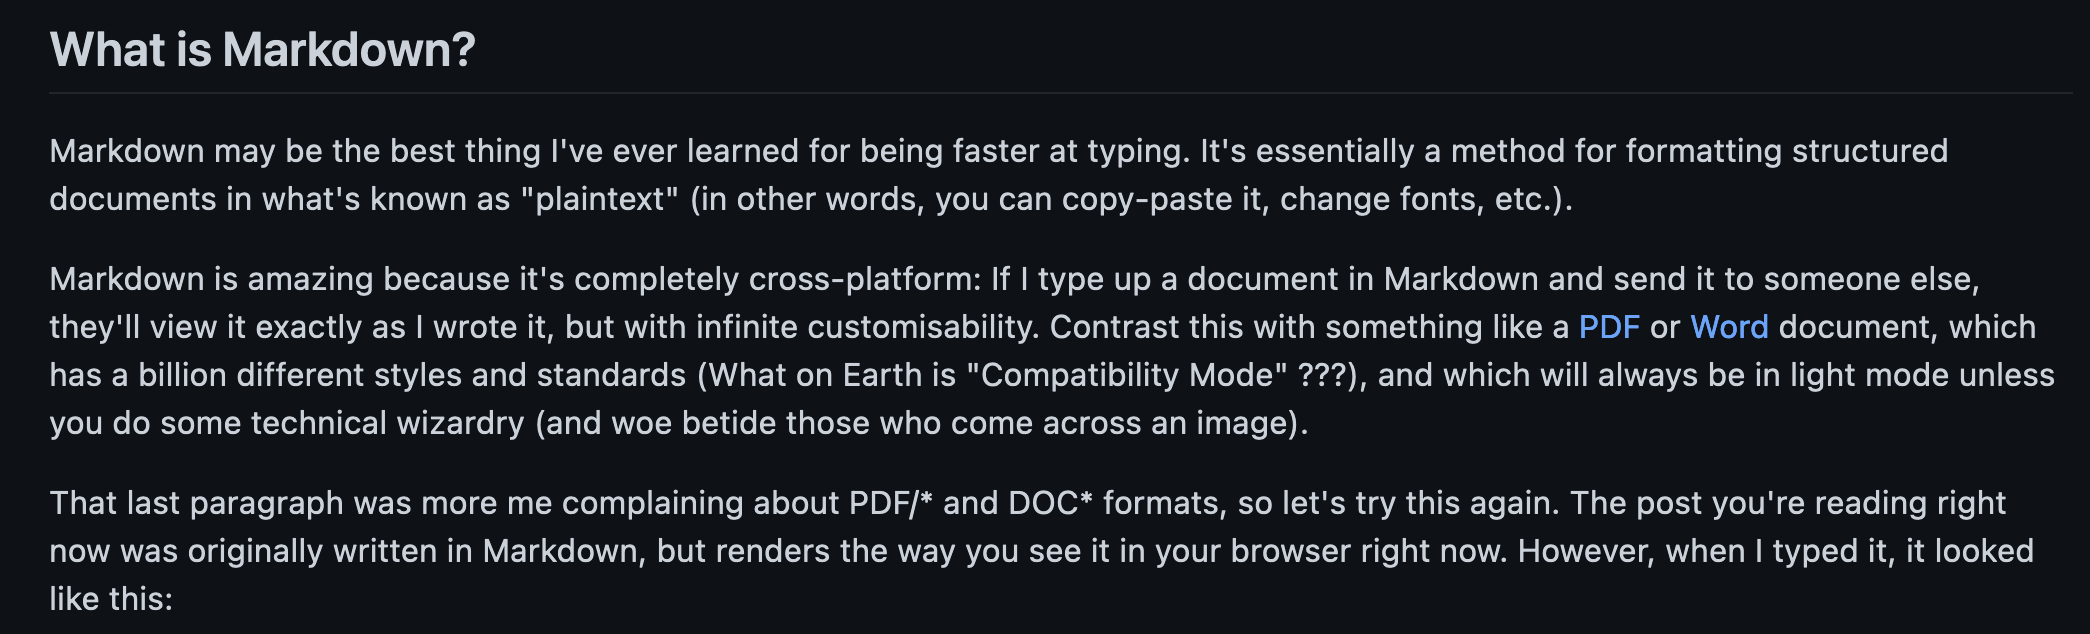 What is Markdown?
Markdown may be the best thing I've ever learned for being faster at typing. It's essentially a method for formatting structured
documents in what's known as "plaintext" (in other words, you can copy-paste it, change fonts, etc.).
Markdown is amazing because it's completely cross-platform: If I type up a document in Markdown and send it to someone else,
they'll view it exactly as I wrote it, but with infinite customisability. Contrast this with something like a PDF or Word document, which
has a billion different styles and standards (What on Earth is "Compatibility Mode" ???), and which will always be in light mode unless
you do some technical wizardry (and woe betide those who come across an image).
That last paragraph was more me complaining about PDF/* and DOC* formats, so let's try this again. The post you're reading right
now was originally written in Markdown, but renders the way you see it in your browser right now. However, when I typed it, it looked
like this: